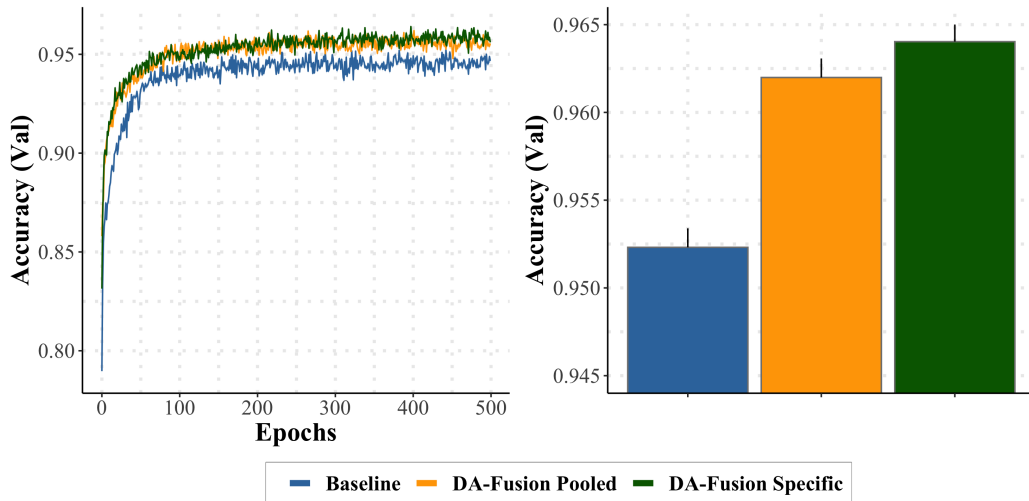 Accuracy (Val)
0.95
0.90
0.85
0.80
0 100 200 300 400 500
Epochs
Accuracy (Val)
0.965
0.960
0.955
0.950
0.945
Baseline DA-Fusion Pooled DA-Fusion Specific